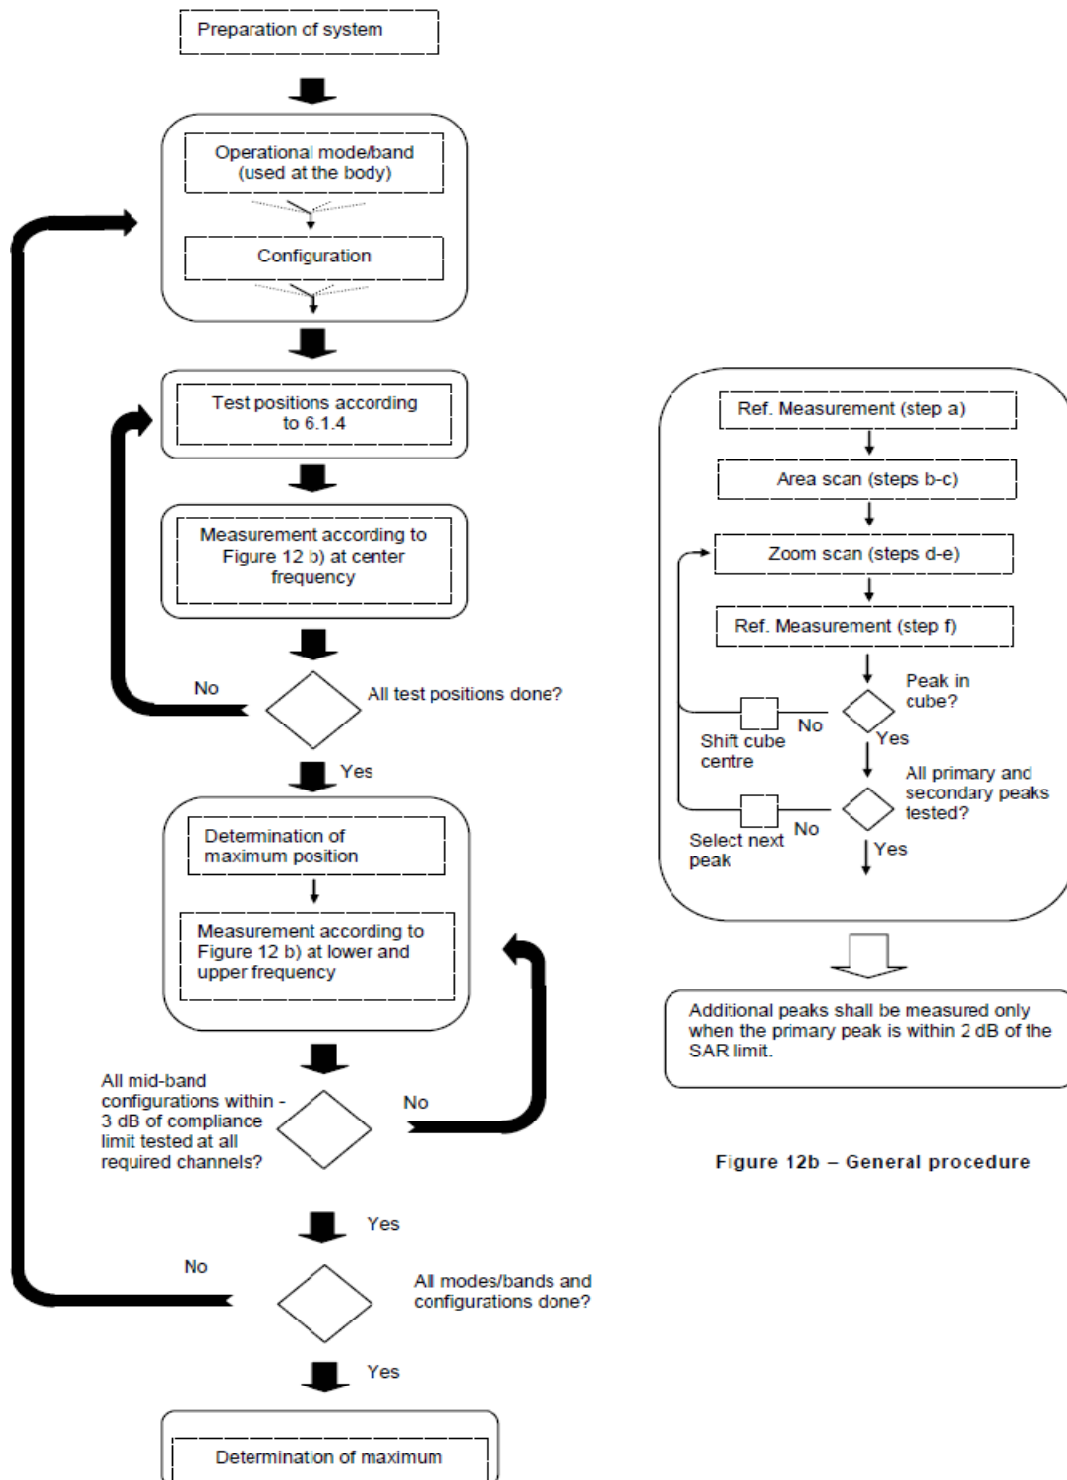 Preparation of system
Operational mode/band
(used at the body)
Configuration
Test positions according
to 6.1.4
Measurement according to
Figure 12 b) at center
frequency
No
All test positions done?
Yes
Determination of
maximum position
Measurement according to
Figure 12 b) at lower and
upper frequency
All mid-band
configurations within -
3 dB of compliance
limit tested at all
required channels?
No
Yes
No
All modes/bands and
configurations done?
Yes
Determination of maximum
Ref. Measurement (step a)
Area scan (steps b-c)
Zoom scan (steps d-e)
Ref. Measurement (step f)
Peak in
cube?
No
Shift cube
centre
Yes
All primary and
secondary peaks
tested?
No
Select next
peak
Yes
Additional peaks shall be measured only
when the primary peak is within 2 dB of the
SAR limit.
Figure 12b – General procedure